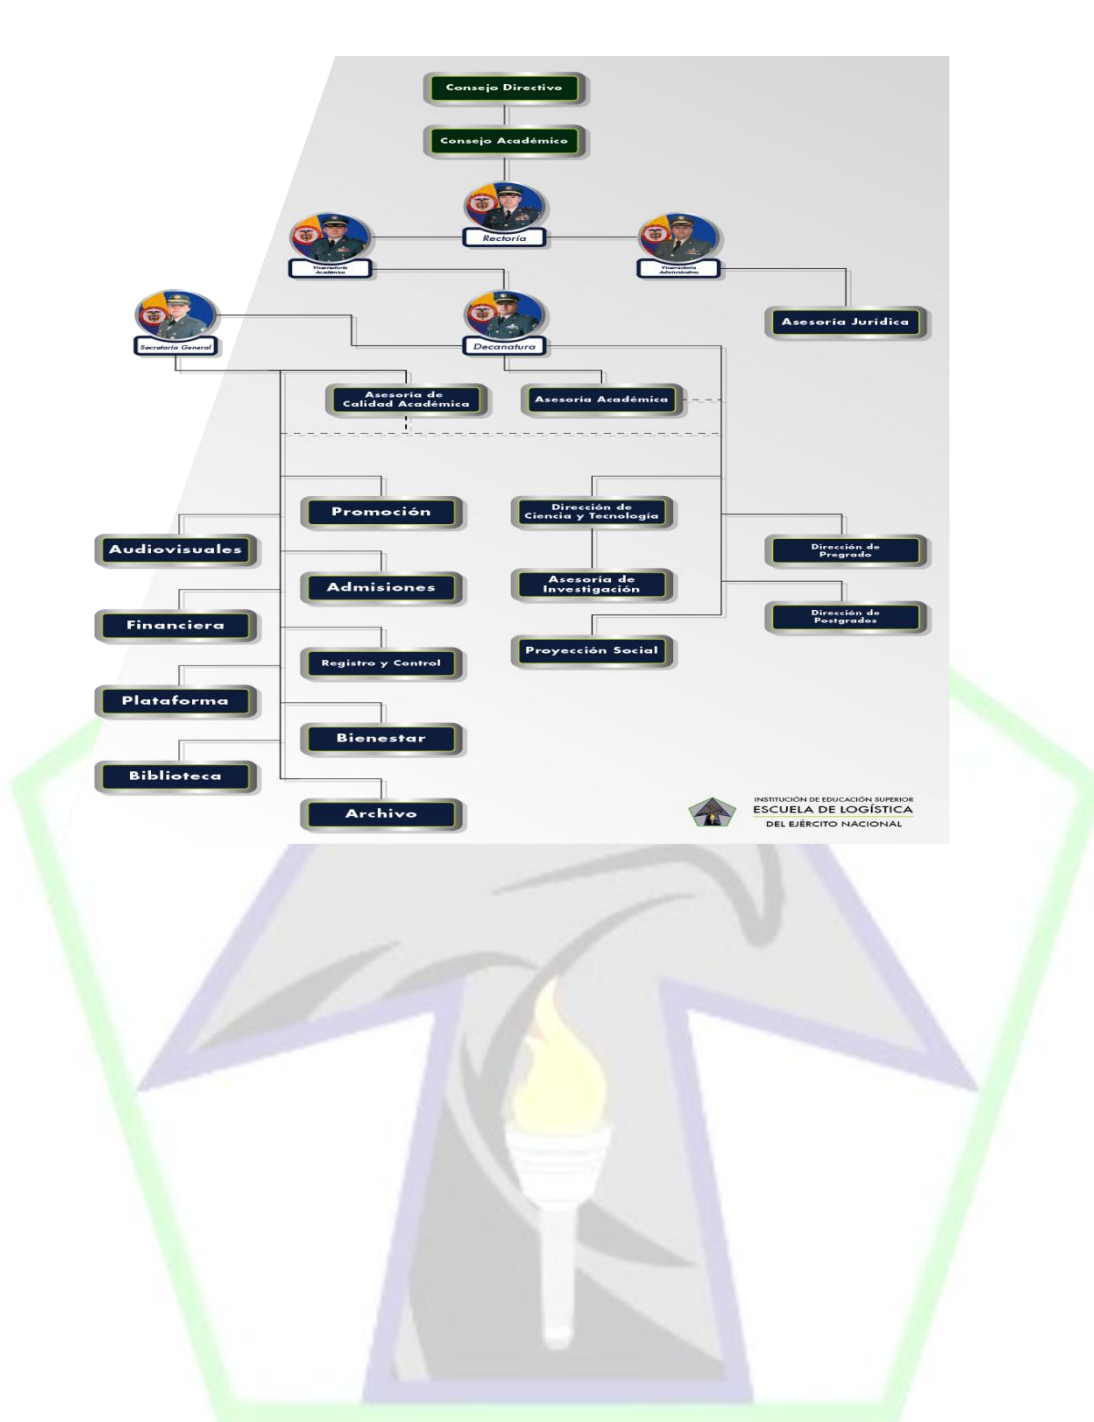 Consejo Directivo
Consejo Académico
Rectoría
Vicerrectoría
Académica
Vicerrectoría
Administrativa
Asesoría Jurídica
Secretaría General
Decanatura
Asesoría de
Calidad Académica
Asesoría Académica
Promoción
Dirección de
Ciencia y Tecnología
Audiovisuales
Dirección de
Pregrado
Admisiones
Asesoría de
Investigación
Financiera
Dirección de
Postgrados
Registro y Control
Proyección Social
Plataforma
Bienestar
Biblioteca
Archivo
INSTITUCIÓN DE EDUCACIÓN SUPERIOR
ESCUELA DE LOGÍSTICA
DEL EJÉRCITO NACIONAL